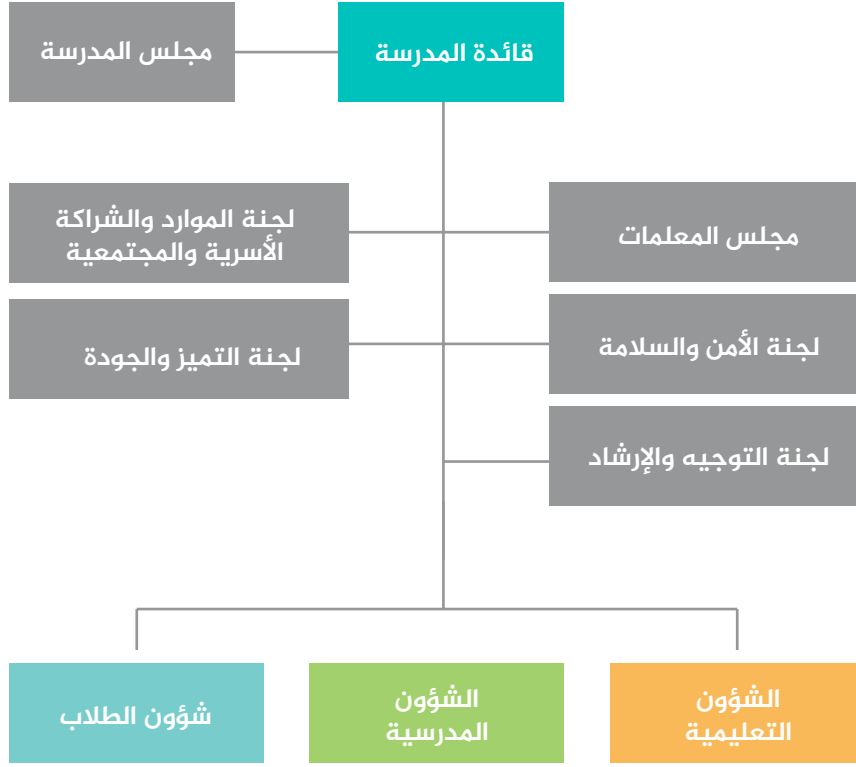 قائدة المدرسة
مجلس المدرسة
مجلس المعلمات
لجنة الموارد والشراكة
الأسرية والمجتمعية
لجنة الأمن والسلامة
لجنة التميز والجودة
لجنة التوجيه والإرشاد
الشؤون
التعليمية
الشؤون
المدرسية
شؤون الطلاب